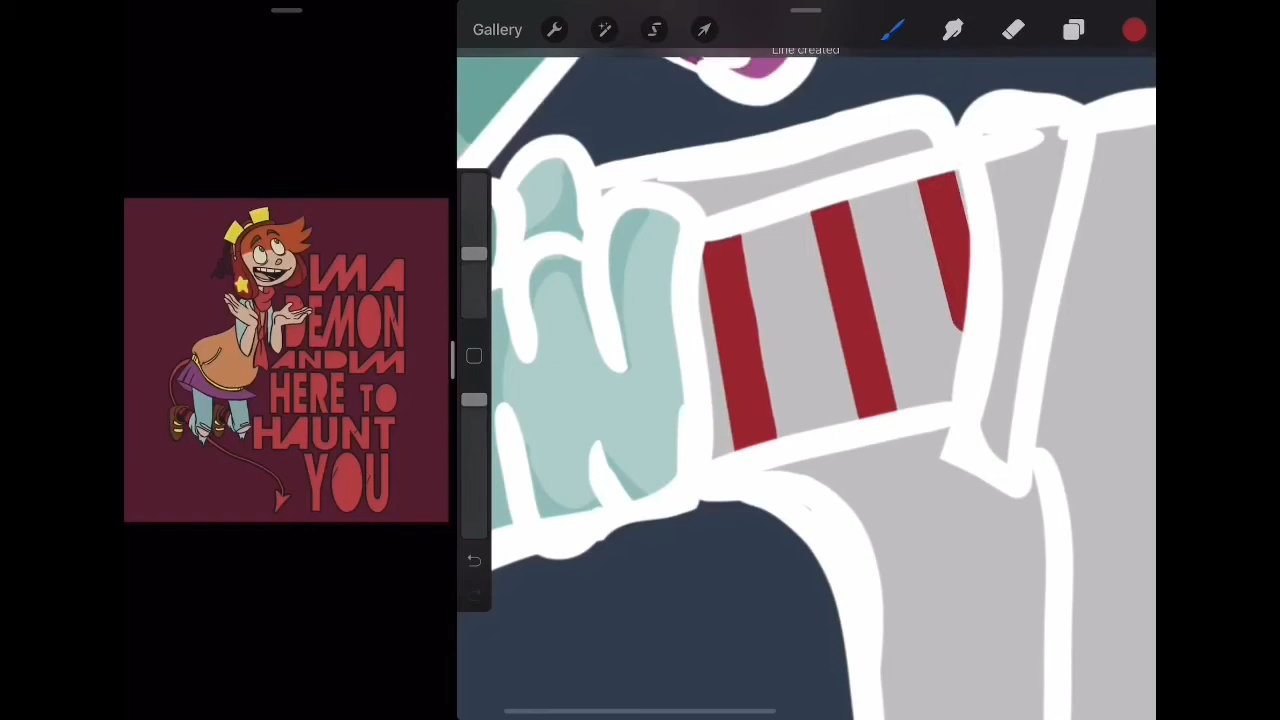 Gallery
Line created
IMA
DEMON
ANDIM
HERE TO
HAUNT
YOU